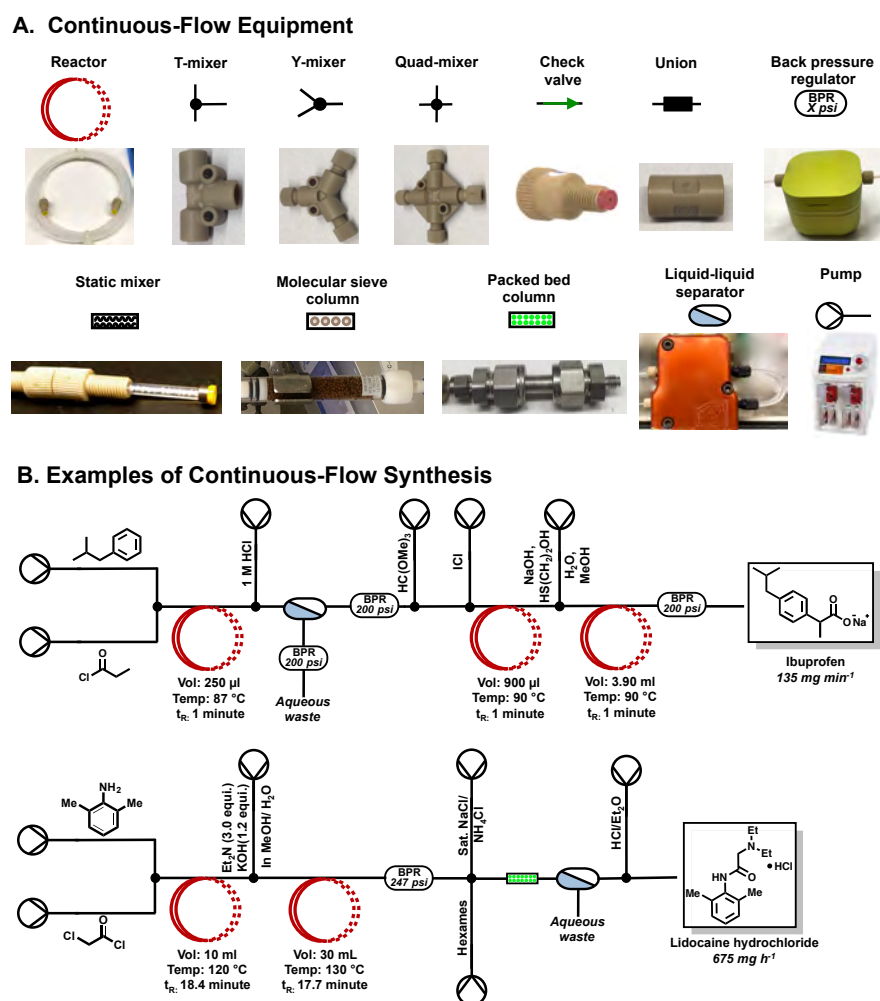 A. Continuous-Flow Equipment
Reactor
T-mixer
Y-mixer
Quad-mixer
Check
valve
Union
Back pressure
regulator
BPR
X psi
Static mixer
Molecular sieve
column
Packed bed
column
Liquid-liquid
separator
Pump
B. Examples of Continuous-Flow Synthesis
1 M HCl
HC(OMe)3
ICl
NaOH,
HS(CH2)2OH
H2O,
MeOH
O
Cl
BPR
200 psi
BPR
200 psi
BPR
200 psi
Aqueous
waste
Vol: 250 µl
Temp: 87 °C
tR: 1 minute
Vol: 900 µl
Temp: 90 °C
tR: 1 minute
Vol: 3.90 ml
Temp: 90 °C
tR: 1 minute
O
O⁻Na⁺
Ibuprofen
135 mg min-1
NH2
Me
Me
Cl
O
Cl
Et2N (3.0 equi.)
KOH(1.2 equi.)
In MeOH/ H2O
BPR
247 psi
Sat. NaCl/
NH4Cl
Hexames
HCl/Et2O
Aqueous
waste
Vol: 10 ml
Temp: 120 °C
tR: 18.4 minute
Vol: 30 mL
Temp: 130 °C
tR: 17.7 minute
Et
N
Et
HN
O
• HCl
Me
Me
Lidocaine hydrochloride
675 mg h-1